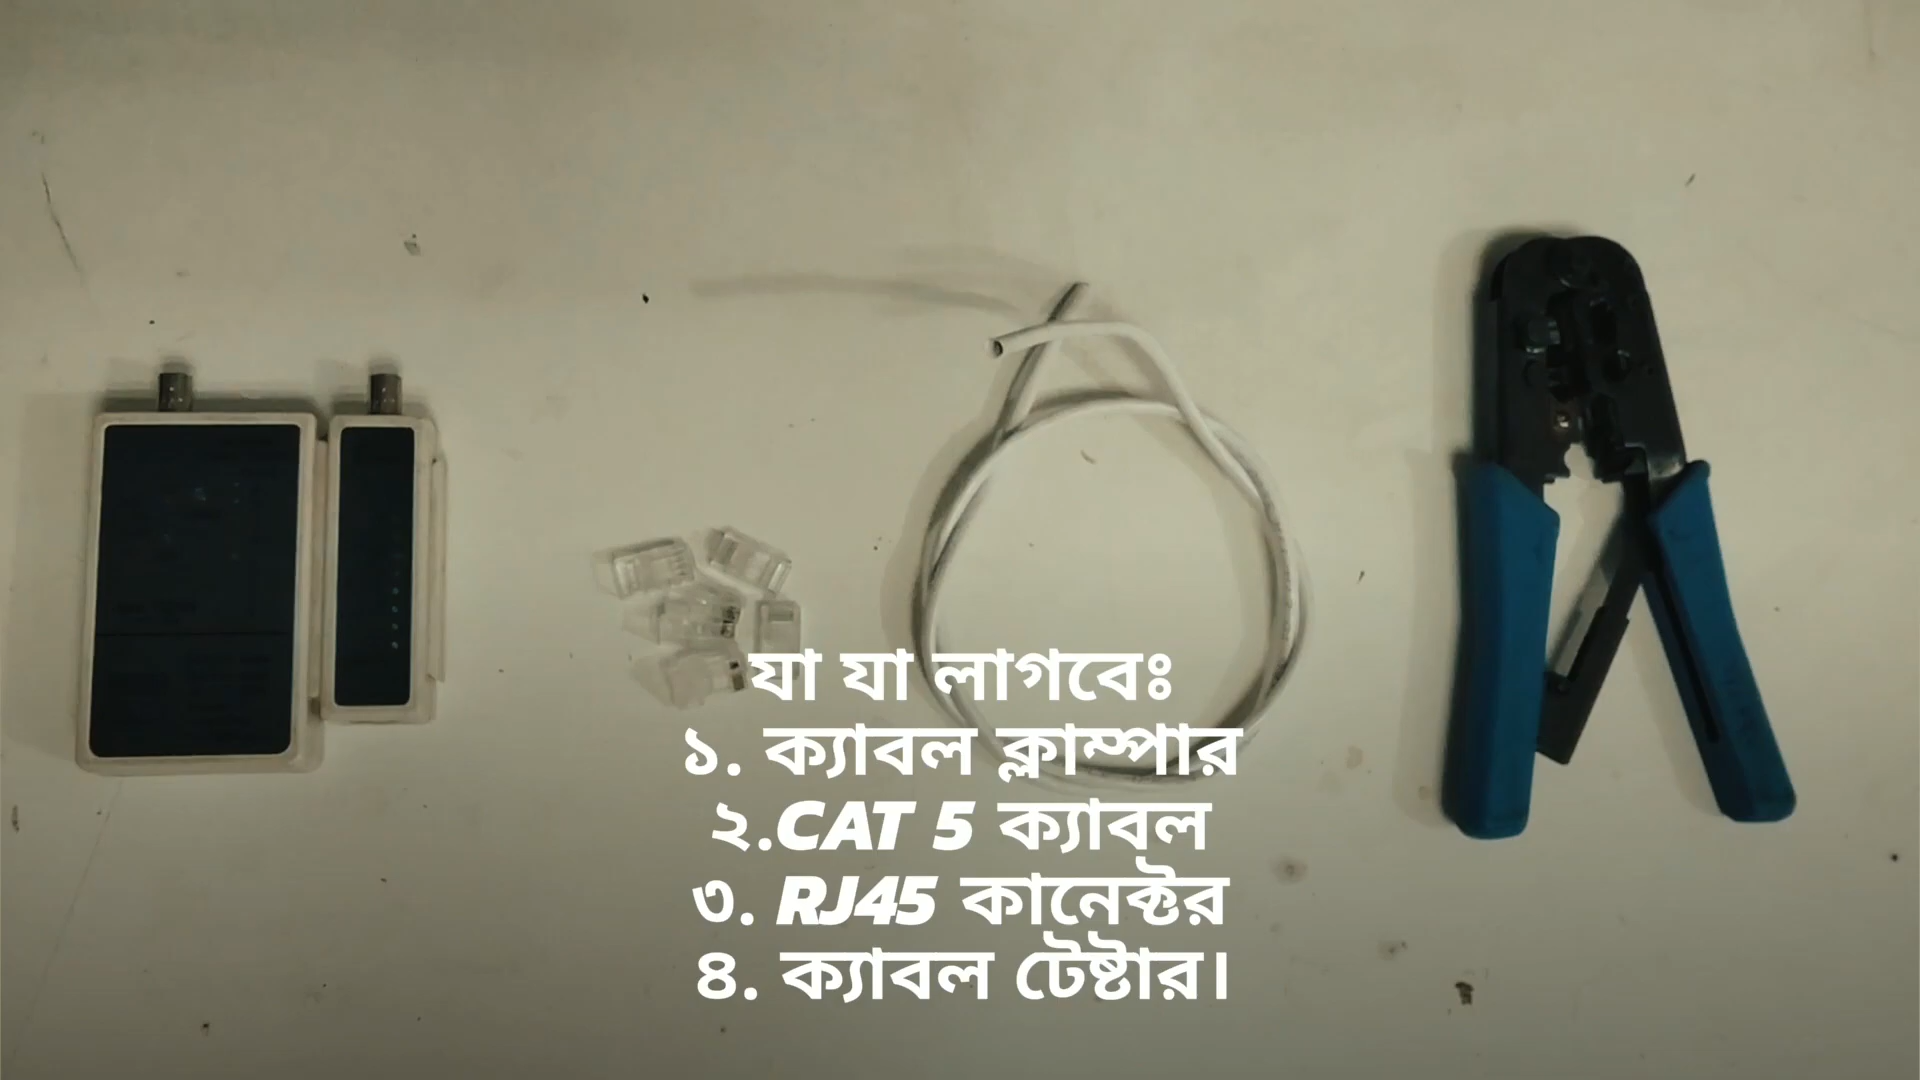 যা যা লাগবেঃ
১. ক্যাবল ক্লাম্পার
২.CAT 5 ক্যাবল
৩. RJ45 কানেক্টর
৪. ক্যাবল টেষ্টার।